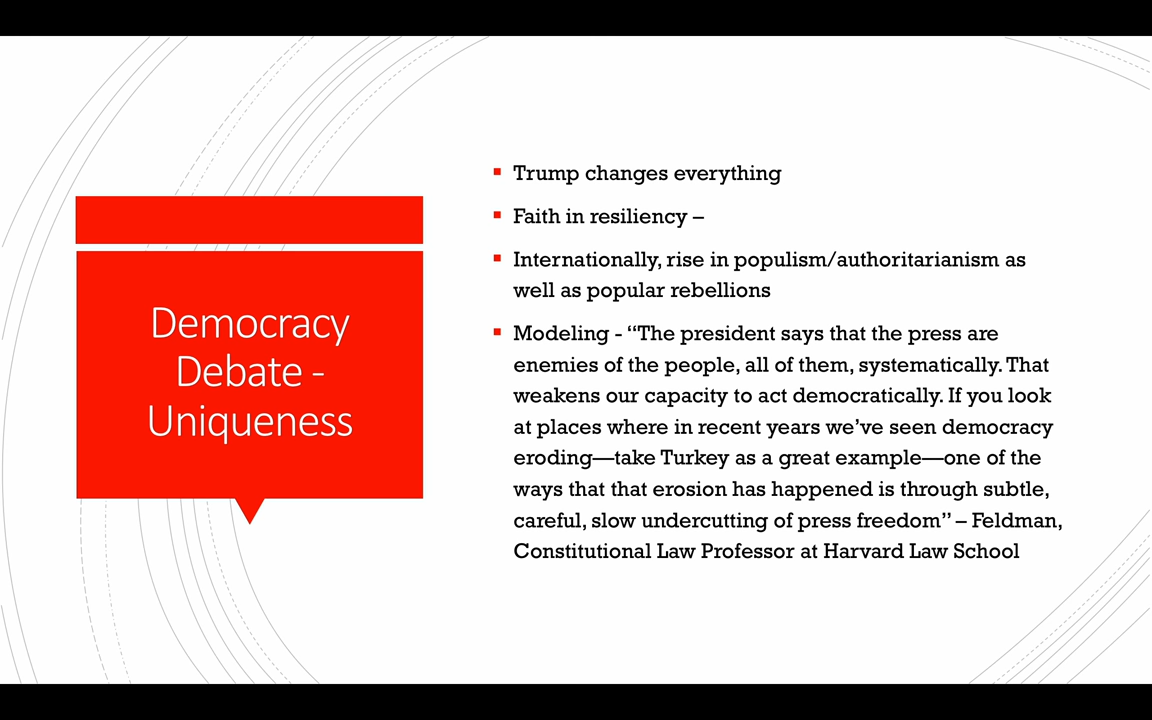 Democracy
Debate -
Uniqueness
Trump changes everything
Faith in resiliency –
Internationally, rise in populism/authoritarianism as
well as popular rebellions
Modeling - “The president says that the press are
enemies of the people, all of them, systematically. That
weakens our capacity to act democratically. If you look
at places where in recent years we’ve seen democracy
eroding—take Turkey as a great example—one of the
ways that that erosion has happened is through subtle,
careful, slow undercutting of press freedom” – Feldman,
Constitutional Law Professor at Harvard Law School